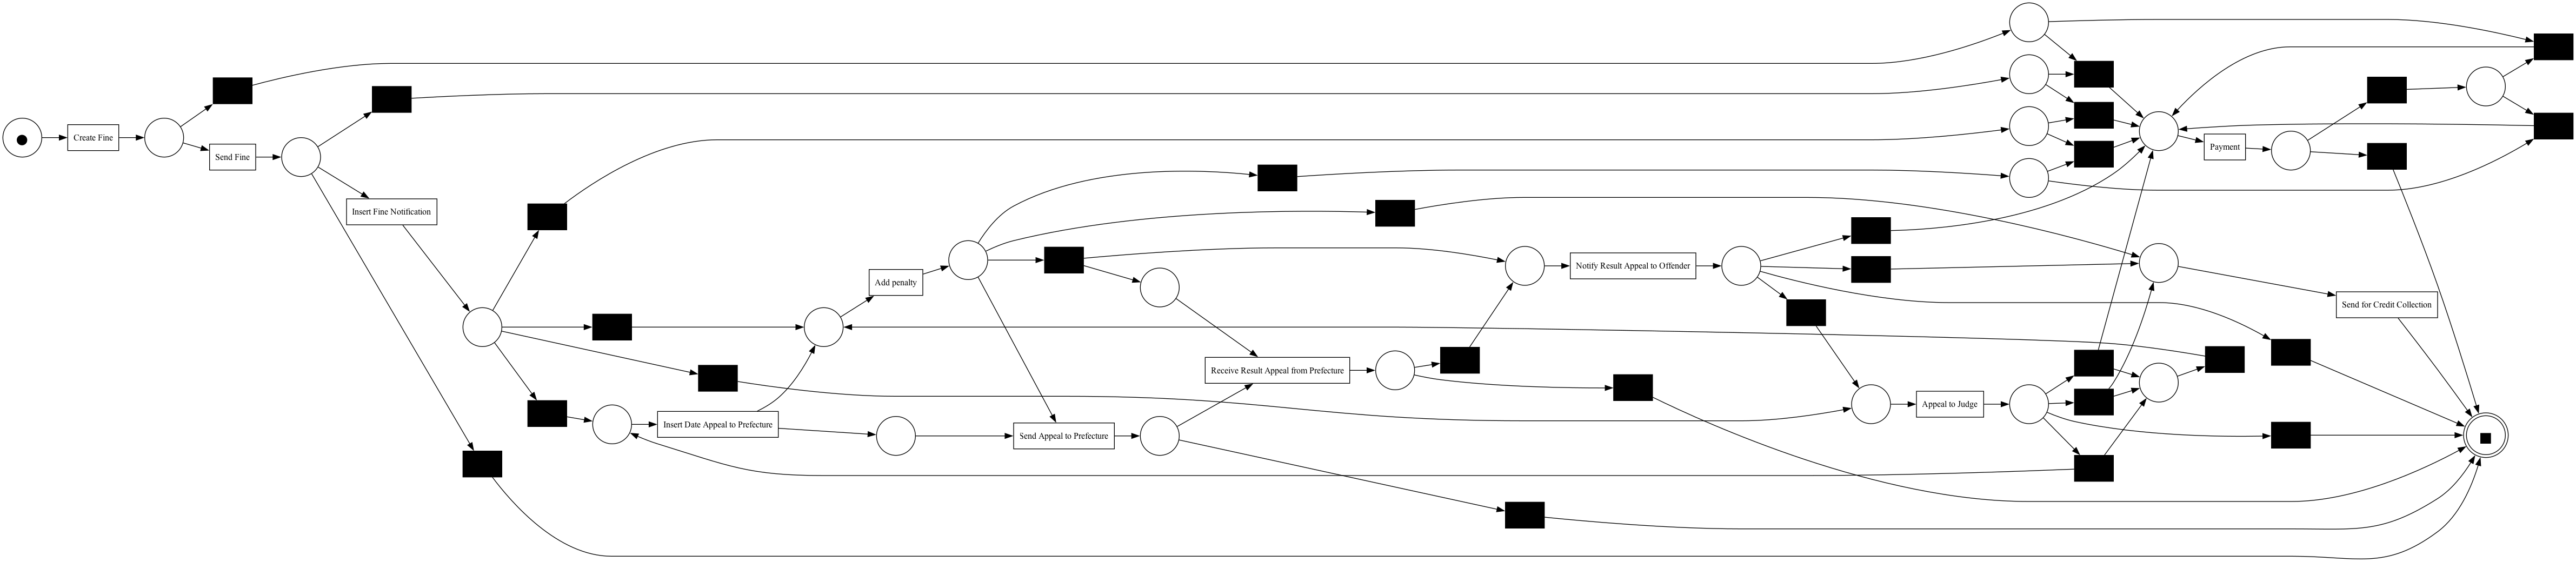 Create Fine
Send Fine
Insert Fine Notification
Payment
Add penalty
Notify Result Appeal to Offender
Send for Credit Collection
Receive Result Appeal from Prefecture
Insert Date Appeal to Prefecture
Send Appeal to Prefecture
Appeal to Judge